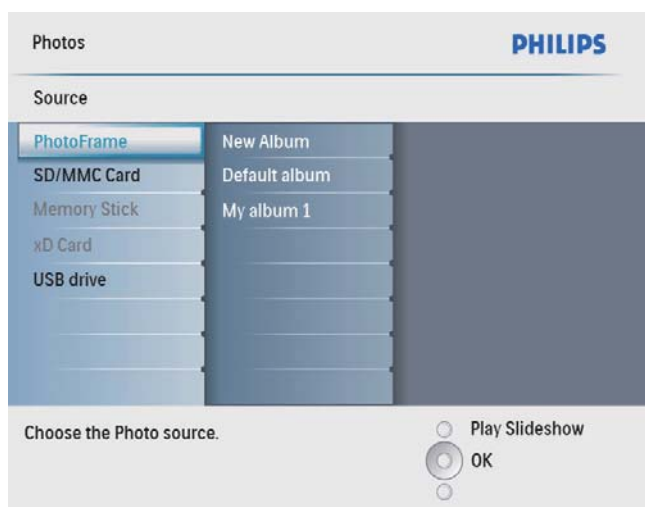 Photos
PHILIPS
Source
PhotoFrame
New Album
SD/MMC Card
Default album
Memory Stick
My album 1
xD Card
USB drive
Choose the Photo source.
Play Slideshow
OK